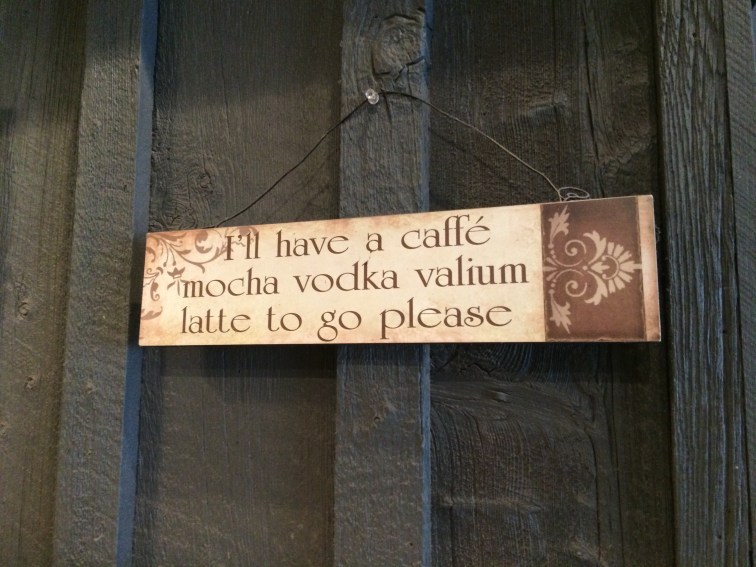 I'll have a caffé
mocha vodka valium
latte to go please